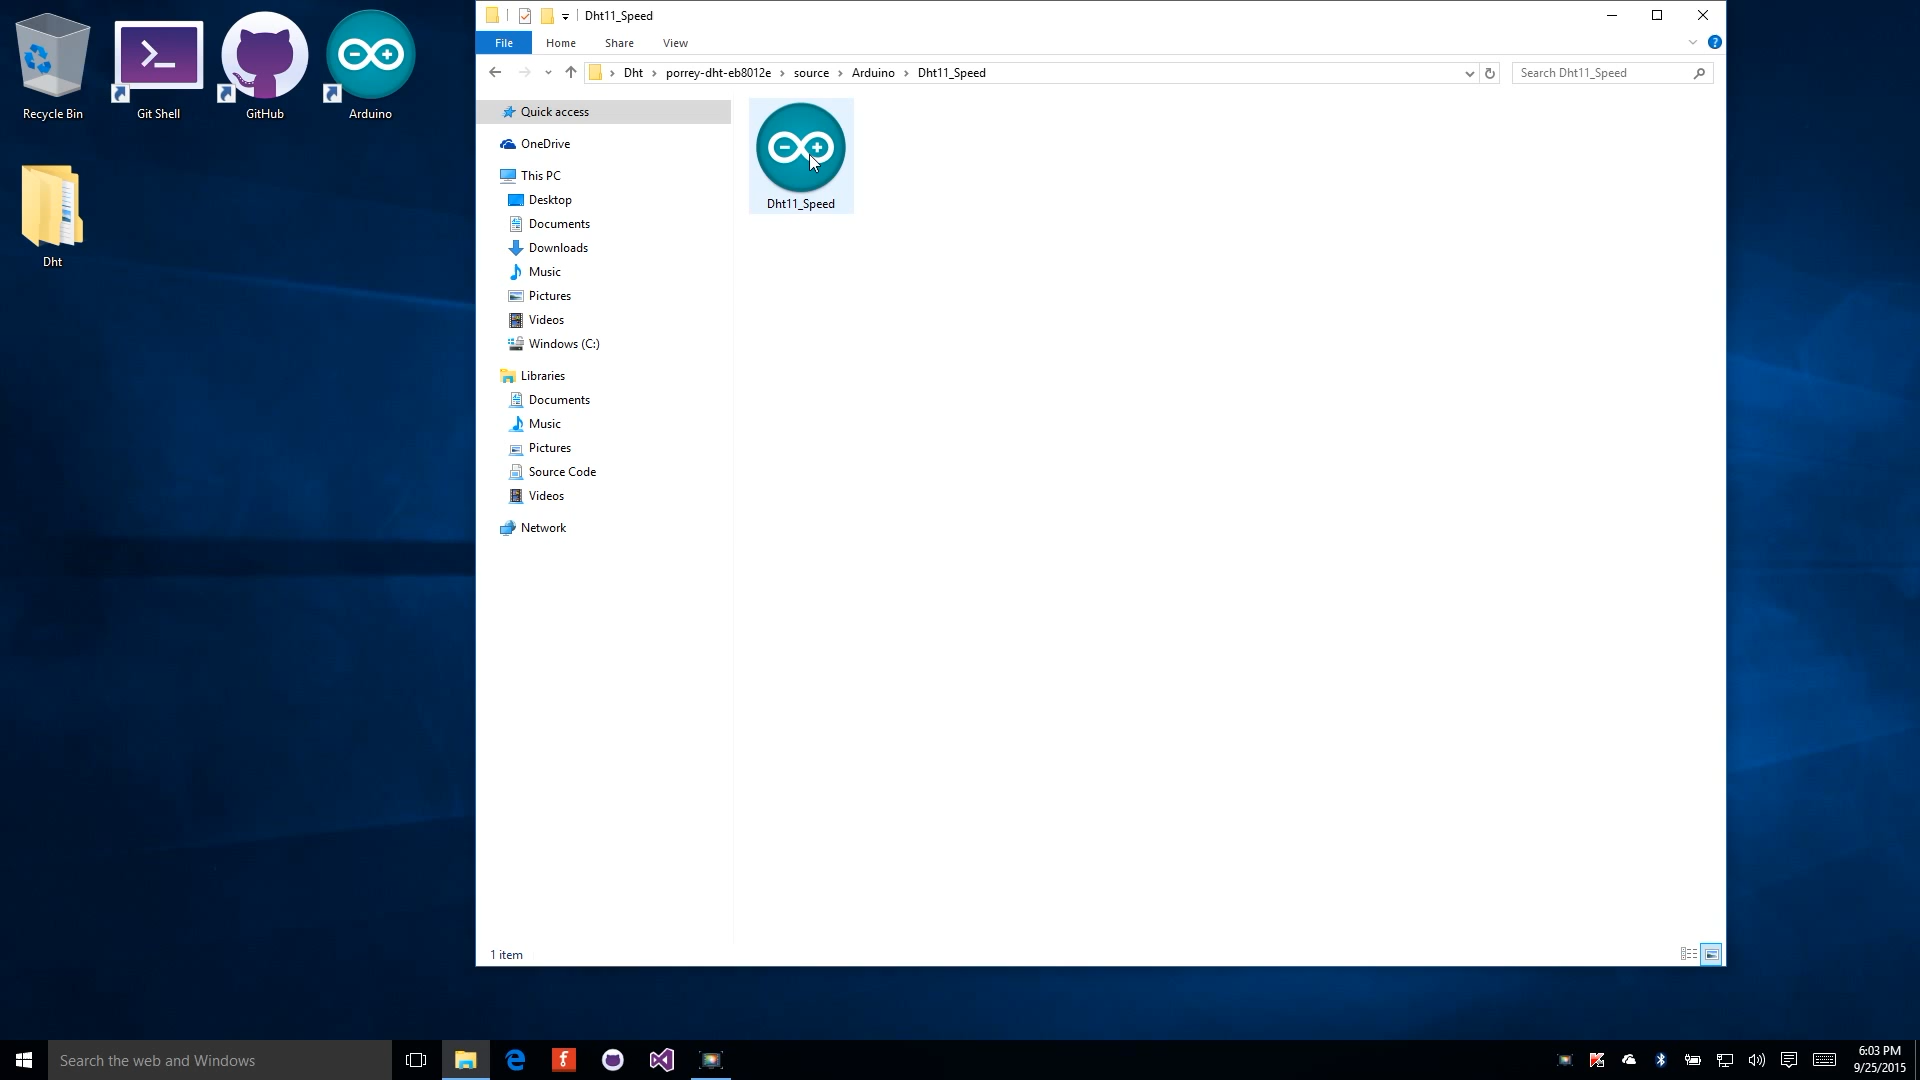 Recycle Bin
Git Shell
GitHub
Arduino
Dht
Dht11_Speed
File Home Share View
Dht porrey-dht-eb8012e source Arduino Dht11_Speed
Search Dht11_Speed
Quick access
OneDrive
This PC
Desktop
Documents
Downloads
Music
Pictures
Videos
Windows (C:)
Libraries
Documents
Music
Pictures
Source Code
Videos
Network
Dht11_Speed
1 item
Search the web and Windows
6:03 PM
9/25/2015